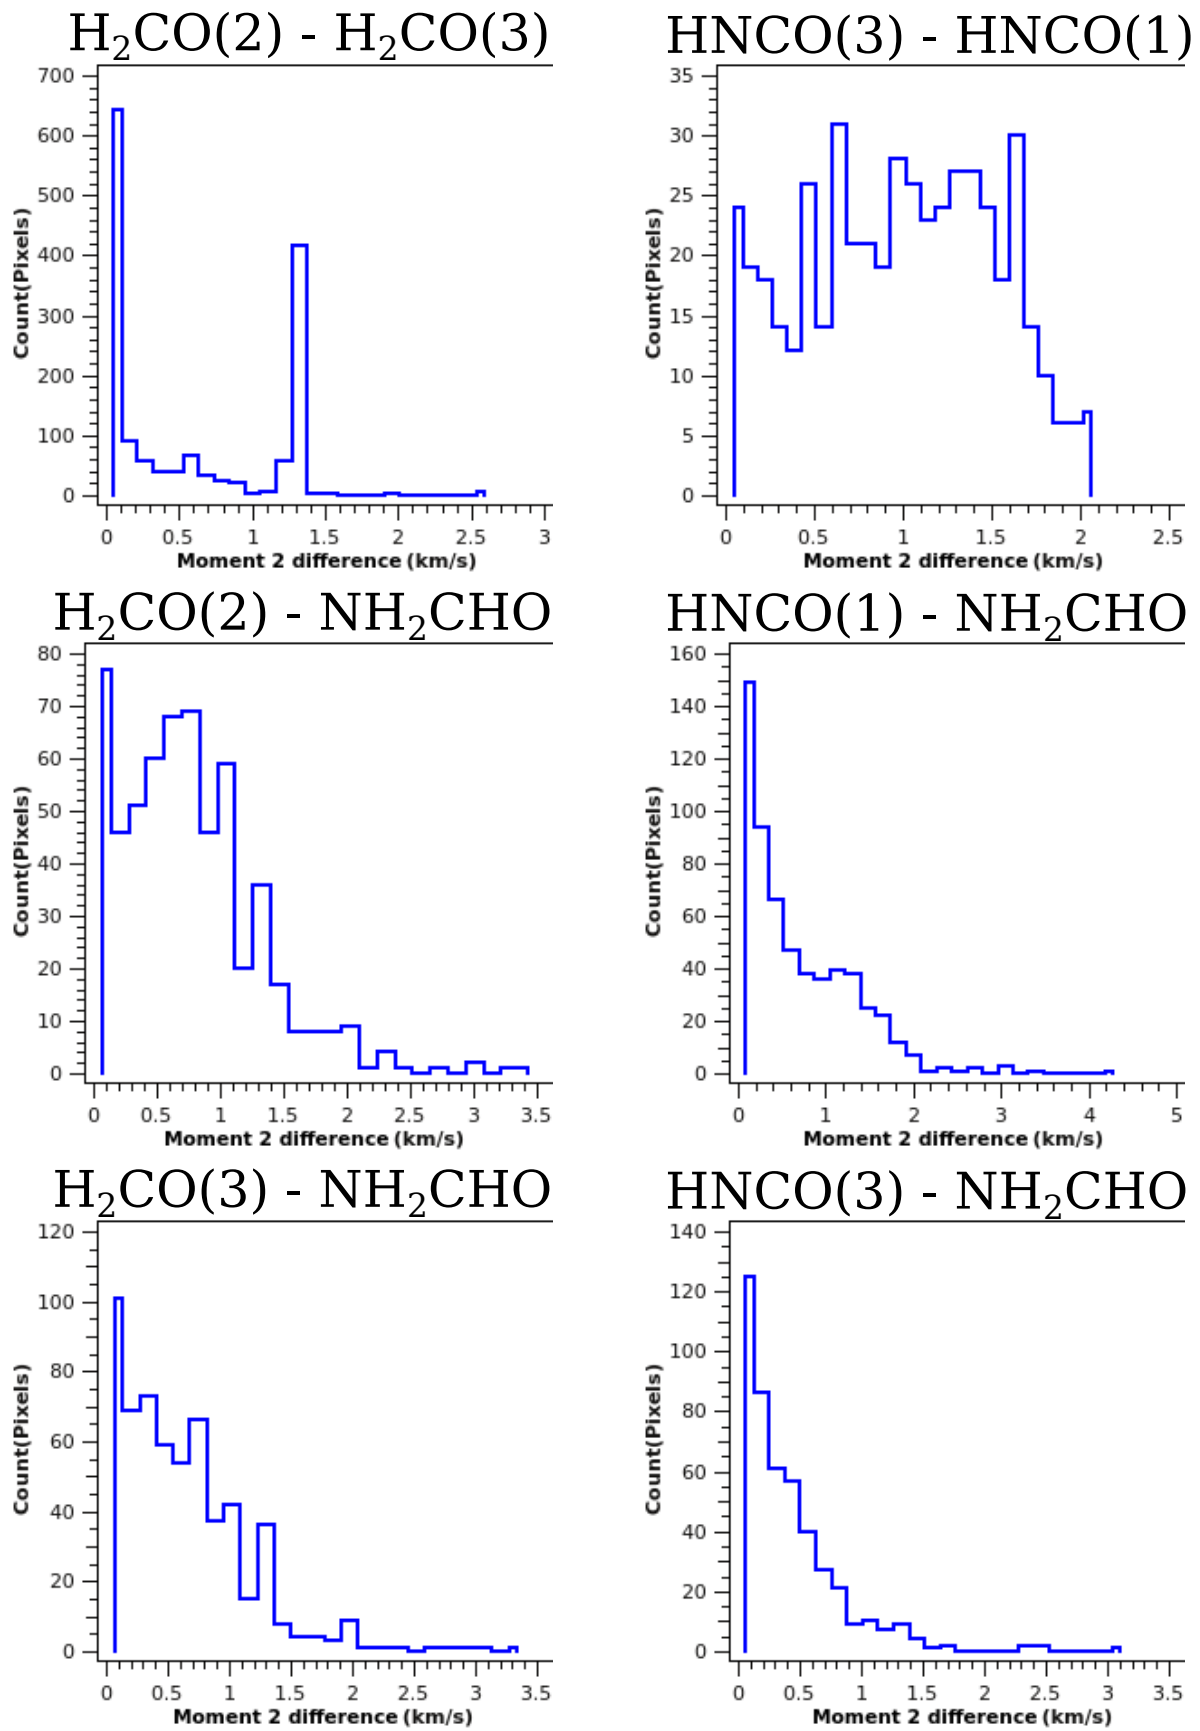 H₂CO(2) - H₂CO(3)
700
600
500
400
300
200
100
0
Count(Pixels)
0 0.5 1 1.5 2 2.5 3
Moment 2 difference (km/s)
HNCO(3) - HNCO(1)
35
30
25
20
15
10
5
0
Count(Pixels)
0 0.5 1 1.5 2 2.5
Moment 2 difference (km/s)
H₂CO(2) - NH₂CHO
80
70
60
50
40
30
20
10
0
Count(Pixels)
0 0.5 1 1.5 2 2.5 3 3.5
Moment 2 difference (km/s)
HNCO(1) - NH₂CHO
160
140
120
100
80
60
40
20
0
Count(Pixels)
0 1 2 3 4 5
Moment 2 difference (km/s)
H₂CO(3) - NH₂CHO
120
100
80
60
40
20
0
Count(Pixels)
0 0.5 1 1.5 2 2.5 3 3.5
Moment 2 difference (km/s)
HNCO(3) - NH₂CHO
140
120
100
80
60
40
20
0
Count(Pixels)
0 0.5 1 1.5 2 2.5 3 3.5
Moment 2 difference (km/s)